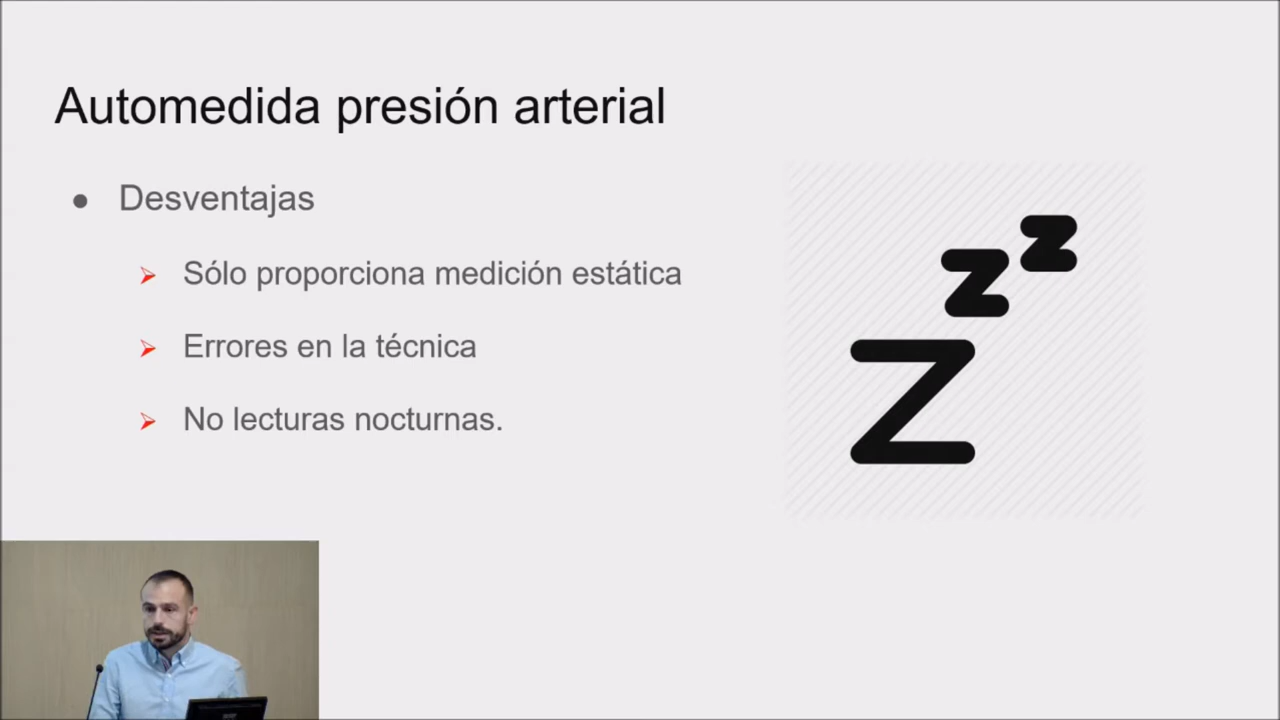 Automedida presión arterial
● Desventajas
➢ Sólo proporciona medición estática
➢ Errores en la técnica
➢ No lecturas nocturnas.
z
z
Z